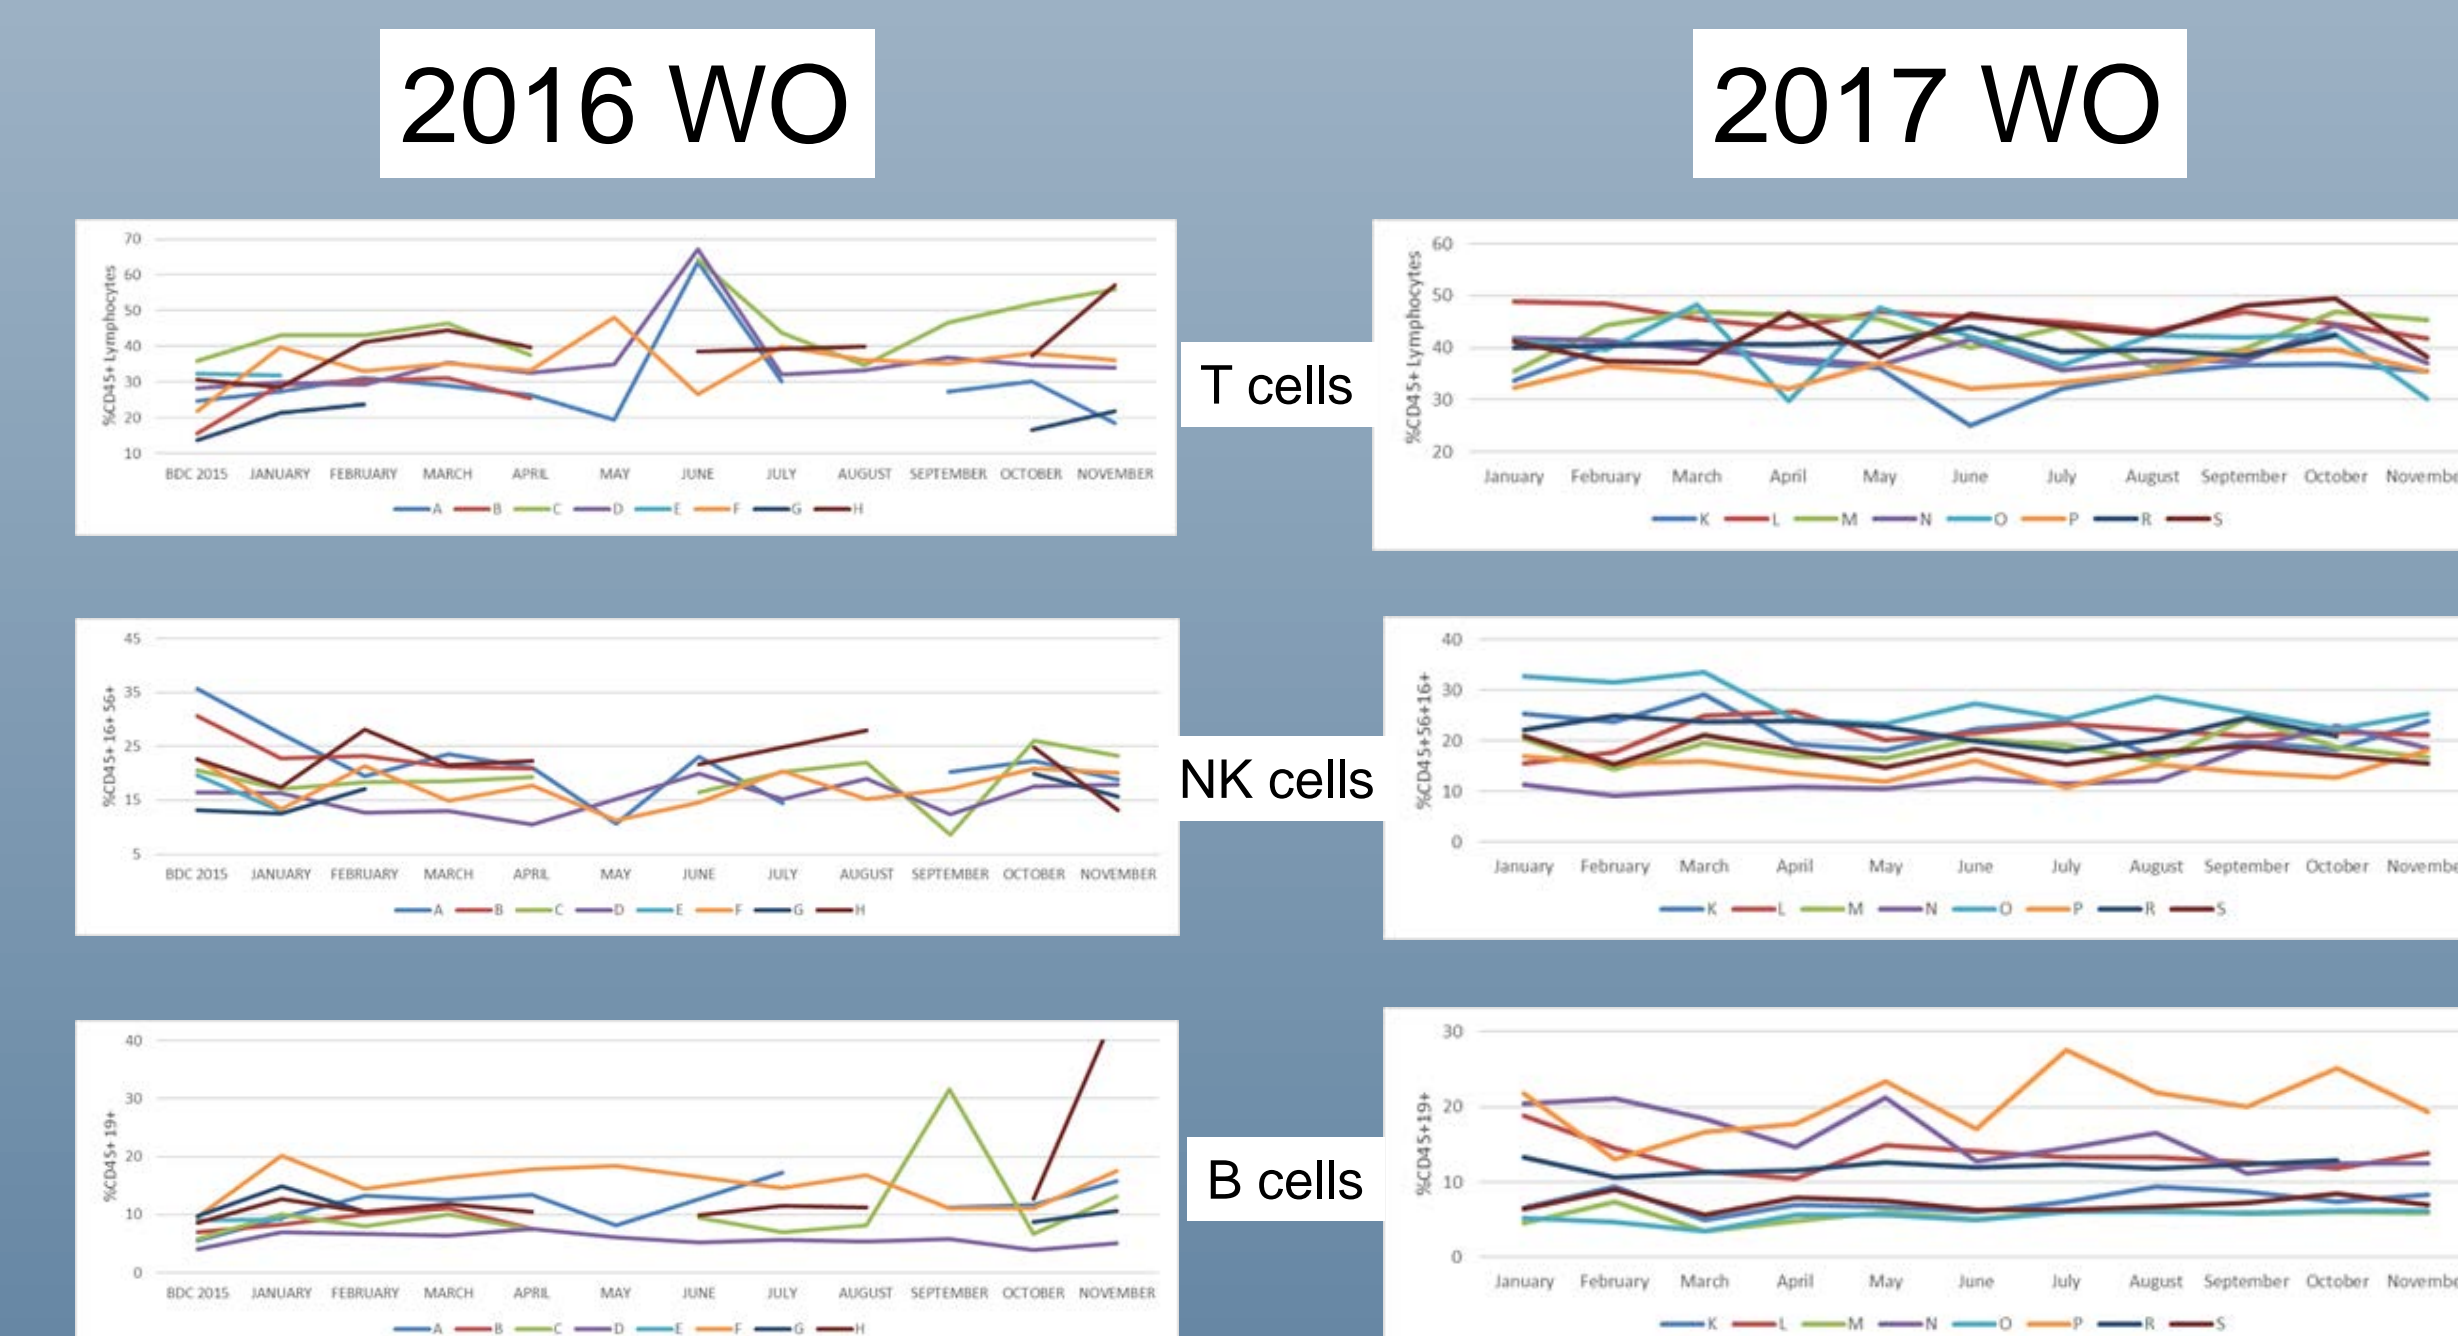 2016 WO
2017 WO
%CD45+ Lymphocytes
70
60
50
40
30
20
10
BDC 2015 JANUARY FEBRUARY MARCH APRIL MAY JUNE JULY AUGUST SEPTEMBER OCTOBER NOVEMBER
A B C D E F G H
T cells
%CD45+ Lymphocytes
60
50
40
30
20
January February March April May June July August September October Novembe
K L M N O P R S
%CD45+ 16+ 56+
45
35
25
15
5
BDC 2015 JANUARY FEBRUARY MARCH APRIL MAY JUNE JULY AUGUST SEPTEMBER OCTOBER NOVEMBER
A B C D E F G H
NK cells
%CD45+56+16+
40
30
20
10
0
January February March April May June July August September October Novembe
K L M N O P R S
%CD45+ 19+
40
30
20
10
0
BDC 2015 JANUARY FEBRUARY MARCH APRIL MAY JUNE JULY AUGUST SEPTEMBER OCTOBER NOVEMBER
A B C D E F G H
B cells
%CD45+19+
30
20
10
0
January February March April May June July August September October Novembe
K L M N O P R S